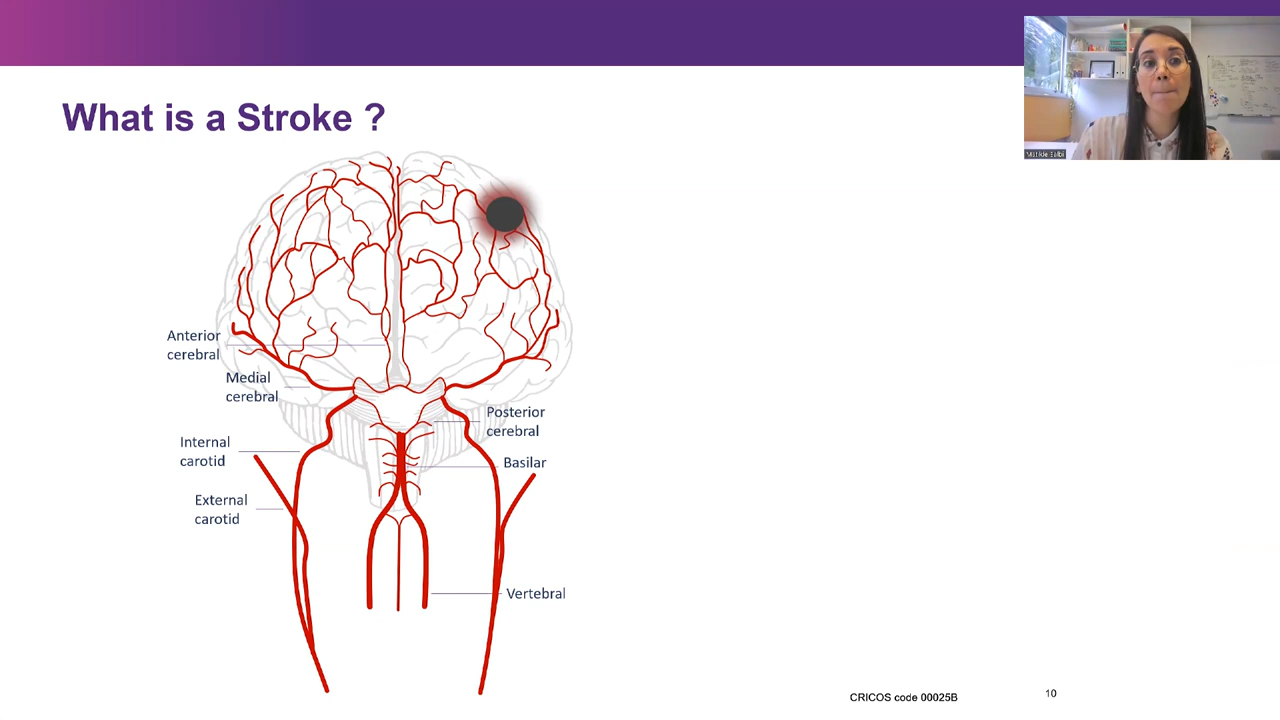 What is a Stroke ?
Anterior
cerebral
Medial
cerebral
Internal
carotid
External
carotid
Posterior
cerebral
Basilar
Vertebral
CRICOS code 00025B
10